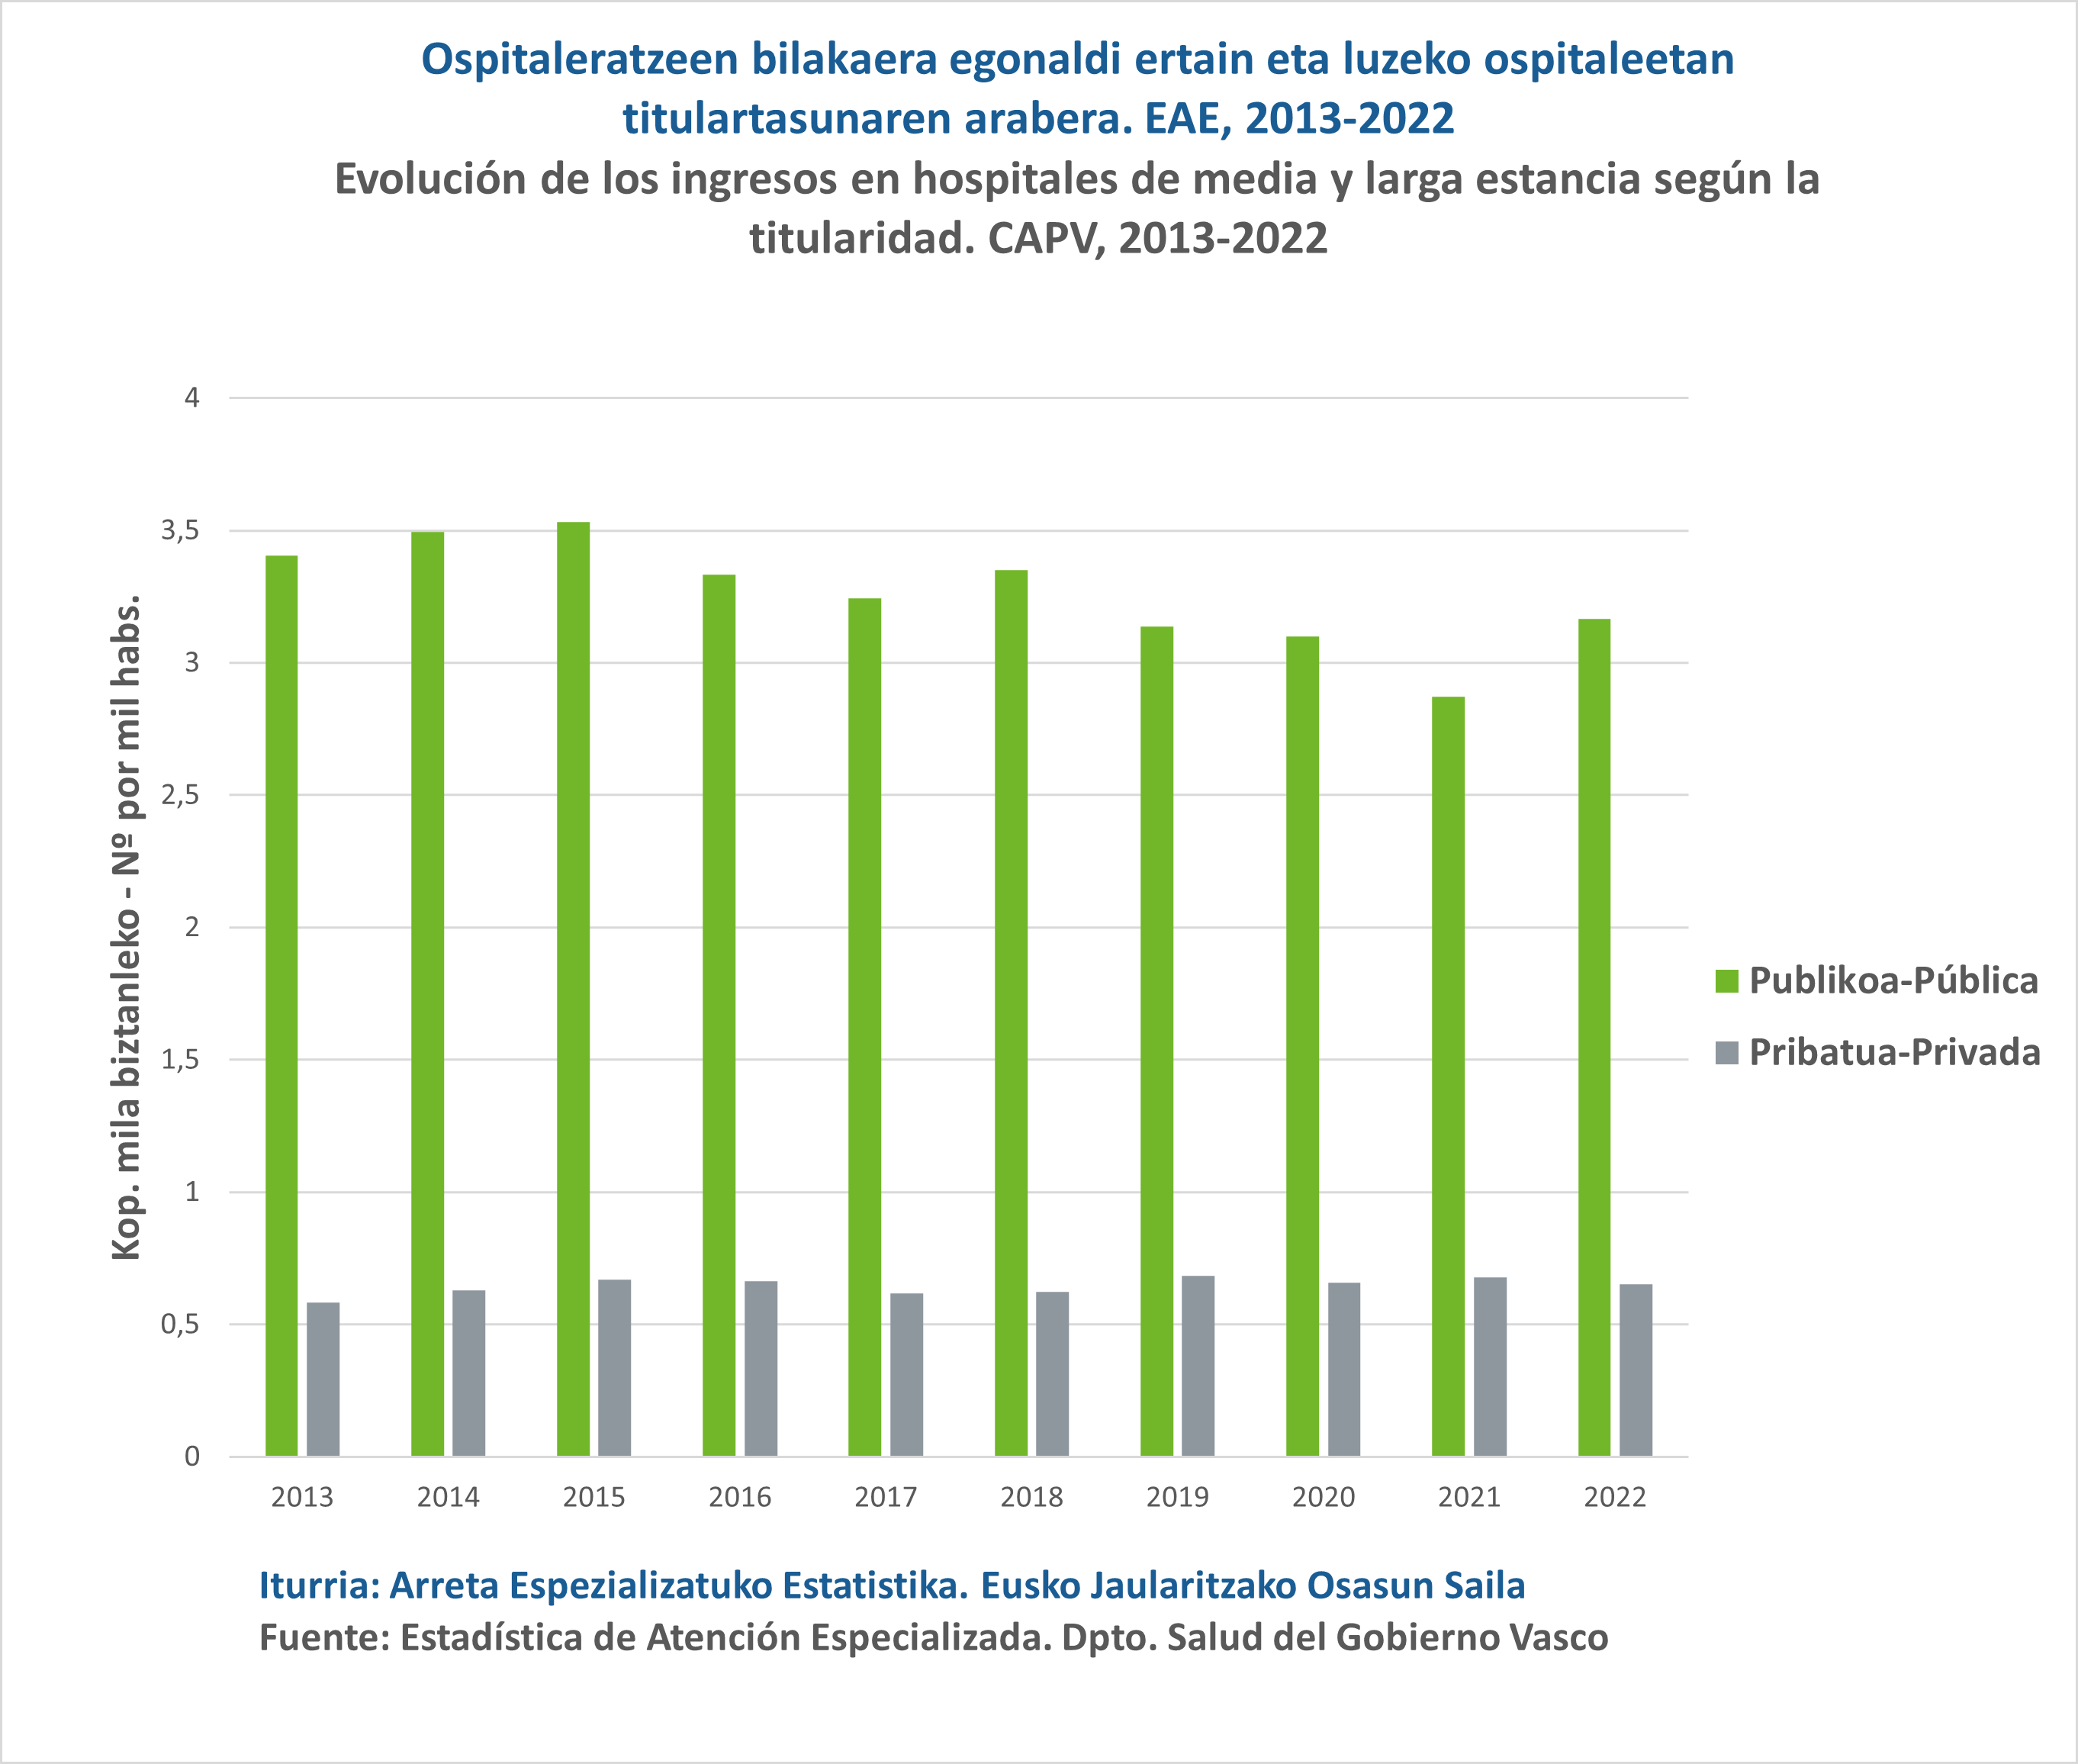 Ospitaleratzeen bilakaera egonaldi ertain eta luzeko ospitaleetan
titulartasunaren arabera. EAE, 2013-2022
Evolución de los ingresos en hospitales de media y larga estancia según la
titularidad. CAPV, 2013-2022
Kop. mila biztanleko - Nº por mil habs.
4
3,5
3
2,5
2
1,5
1
0,5
0
2013 2014 2015 2016 2017 2018 2019 2020 2021 2022
Publikoa-Pública
Pribatua-Privada
Iturria: Arreta Espezializatuko Estatistika. Eusko Jaularitzako Osasun Saila
Fuente: Estadística de Atención Especializada. Dpto. Salud del Gobierno Vasco